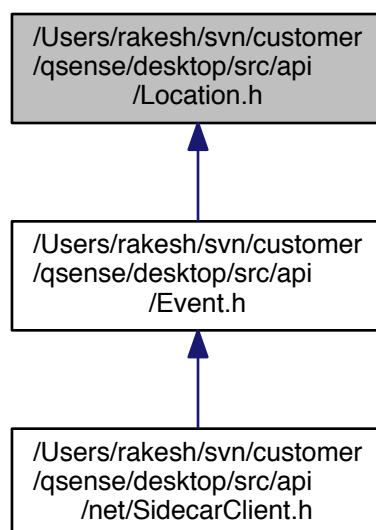 /Users/rakesh/svn/customer
/qsense/desktop/src/api
/Location.h
/Users/rakesh/svn/customer
/qsense/desktop/src/api
/Event.h
/Users/rakesh/svn/customer
/qsense/desktop/src/api
/net/SidecarClient.h